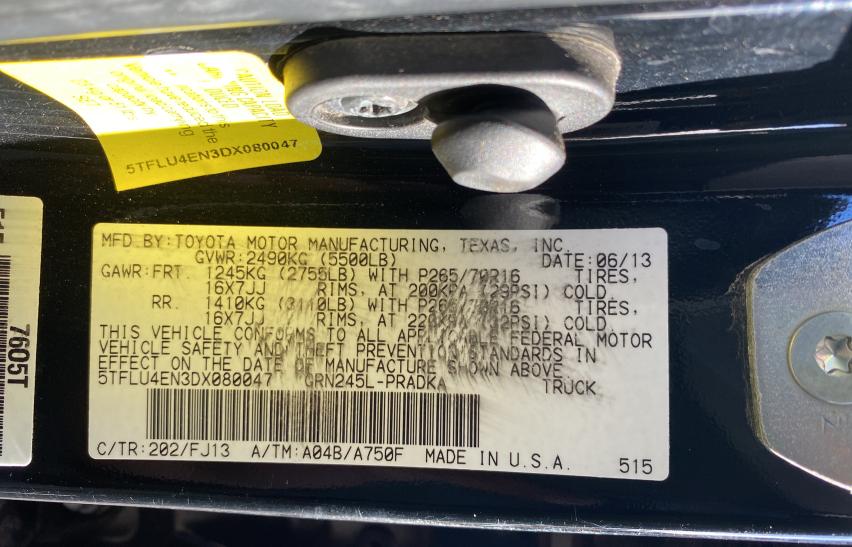 5TFLU4EN3DX080047
MFD BY: TOYOTA MOTOR MANUFACTURING, TEXAS, INC.
GVWR: 2490KG (5500LB) DATE: 06/13
GAWR: FRT. 1245KG (2755LB) WITH P265/70R16 TIRES,
16X7JJ RIMS, AT 200KPA (29PSI) COLD
RR. 1410KG (3110LB) WITH P265/70R16 TIRES,
16X7JJ RIMS, AT COLD
THIS VEHICLE CONFORMS TO ALL APPLICABLE FEDERAL MOTOR
VEHICLE SAFETY AND THEFT PREVENTION STANDARDS IN
EFFECT ON THE DATE OF MANUFACTURE SHOWN ABOVE
5TFLU4EN3DX080047 GRN245L-PRADKA TRUCK
C/TR: 202/FJ13 A/TM: A04B/A750F MADE IN U.S.A. 515
515
7605T